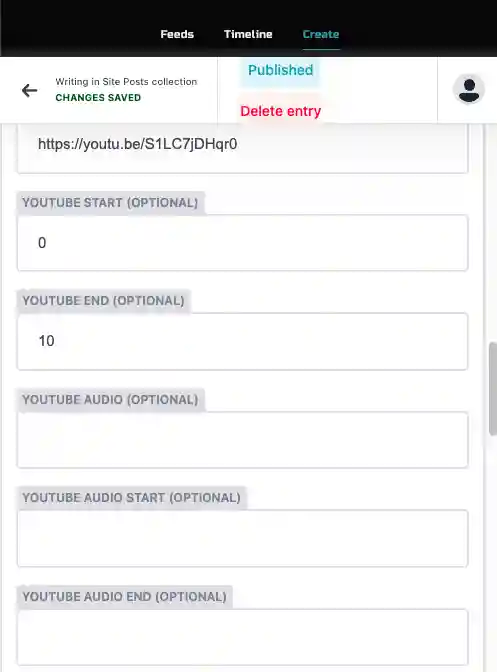 Feeds Timeline Create
Writing in Site Posts collection
CHANGES SAVED
Published
Delete entry
https://youtu.be/S1LC7jDHqr0
YOUTUBE START (OPTIONAL)
0
YOUTUBE END (OPTIONAL)
10
YOUTUBE AUDIO (OPTIONAL)
YOUTUBE AUDIO START (OPTIONAL)
YOUTUBE AUDIO END (OPTIONAL)